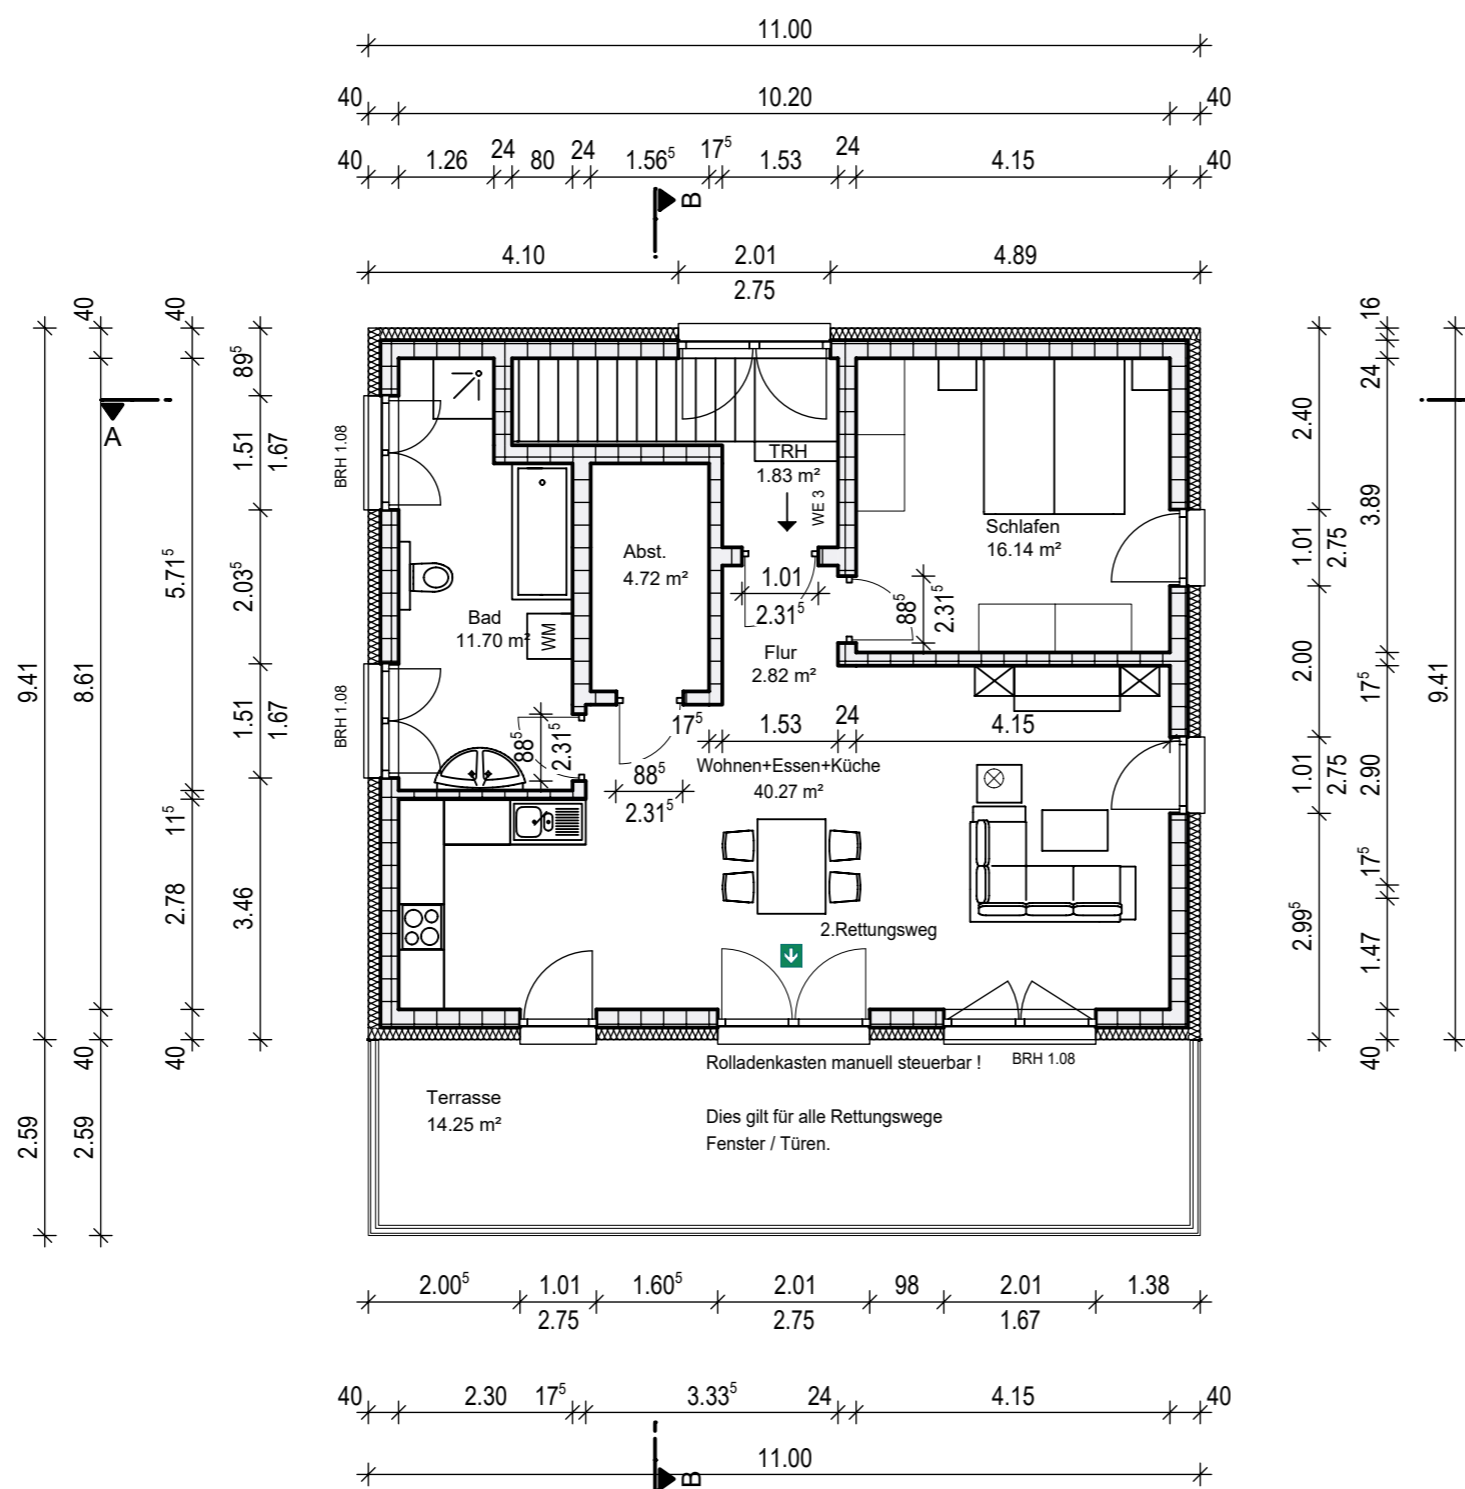 11.00
40 10.20 40
40 1.26 24 80 24 1.56⁵ 17⁵ 1.53 24 4.15 40
B
4.10 2.01 4.89
2.75
40 40 16
89⁵ 24
A
BRH 1.08
1.51 1.67
2.40
TRH
1.83 m²
WE 3
3.89
Schlafen
16.14 m²
1.01 2.75
Abst.
4.72 m²
5.71⁵
2.03⁵
1.01
2.31⁵
88⁵ 2.31⁵
Bad
11.70 m²
WM
Flur
2.82 m²
9.41 8.61
2.00
17⁵
9.41
BRH 1.08
1.51 1.67
88⁵ 2.31⁵
17⁵ 1.53 24 4.15
Wohnen+Essen+Küche
40.27 m²
88⁵
2.31⁵
1.01 2.75
2.90
11⁵
17⁵
2.78
3.46
2.Rettungsweg
2.99⁵
1.47
40 40 40
Rolladenkasten manuell steuerbar !
BRH 1.08
Terrasse
14.25 m²
Dies gilt für alle Rettungswege
Fenster / Türen.
2.59 2.59
2.00⁵ 1.01 1.60⁵ 2.01 98 2.01 1.38
2.75 2.75 1.67
40 2.30 17⁵ 3.33⁵ 24 4.15 40
11.00
B